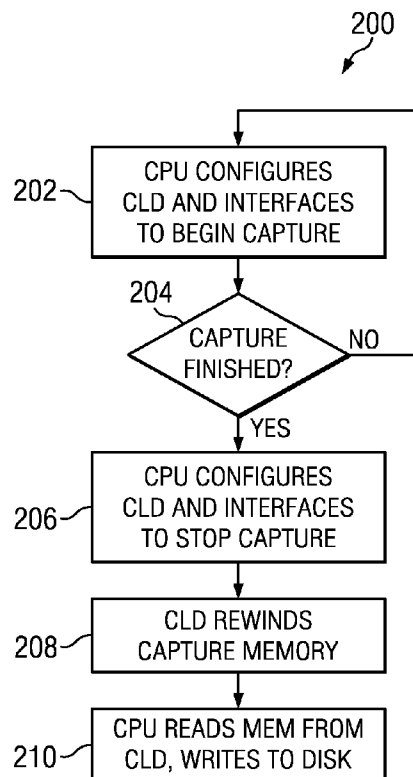 200
202
CPU CONFIGURES
CLD AND INTERFACES
TO BEGIN CAPTURE
204
CAPTURE
FINISHED?
NO
YES
206
CPU CONFIGURES
CLD AND INTERFACES
TO STOP CAPTURE
208
CLD REWINDS
CAPTURE MEMORY
210
CPU READS MEM FROM
CLD, WRITES TO DISK